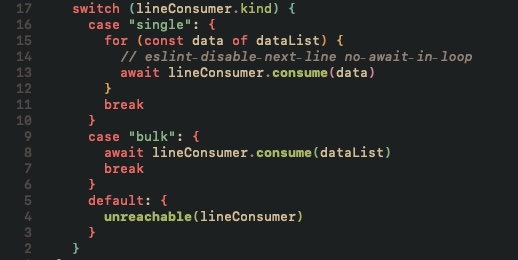 17 switch (lineConsumer.kind) {
16 case "single": {
15 for (const data of dataList) {
14 // eslint-disable-next-line no-await-in-loop
13 await lineConsumer.consume(data)
12 }
11 break
10 }
9 case "bulk": {
8 await lineConsumer.consume(dataList)
7 break
6 }
5 default: {
4 unreachable(lineConsumer)
3 }
2 }